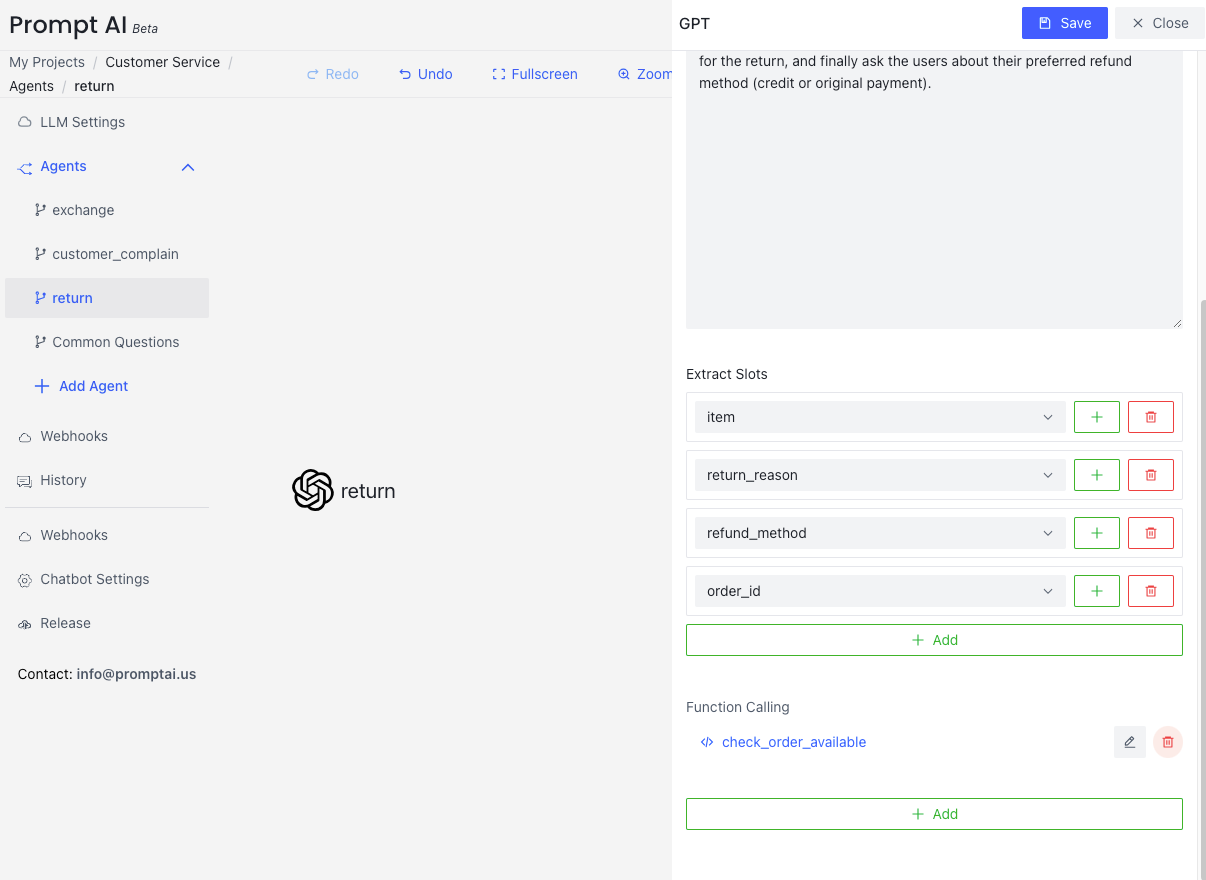 Prompt AI Beta
My Projects / Customer Service /
Agents / return
Redo
Undo
Fullscreen
Zoom
LLM Settings
Agents
exchange
customer_complain
return
Common Questions
Add Agent
Webhooks
History
Webhooks
Chatbot Settings
Release
Contact: info@promptai.us
return
GPT
Save
Close
for the return, and finally ask the users about their preferred refund
method (credit or original payment).
Extract Slots
item
return_reason
refund_method
order_id
Add
Function Calling
check_order_available
Add